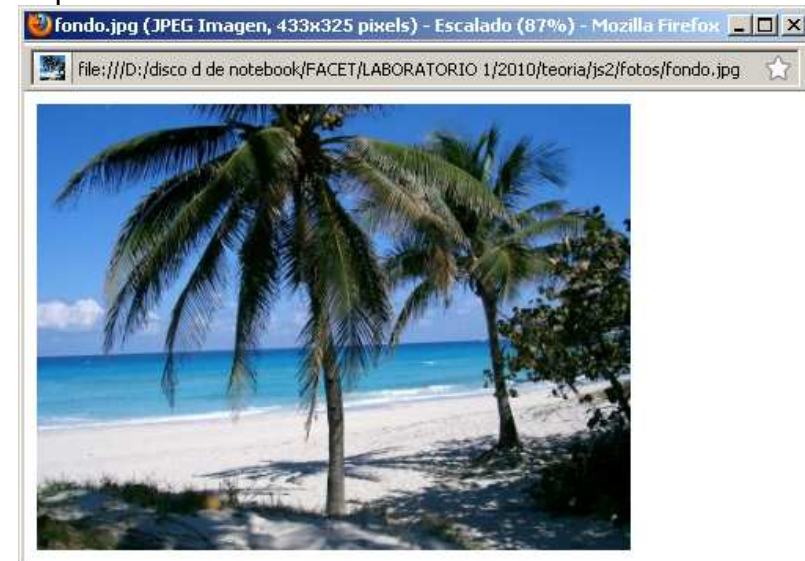 fondo.jpg (JPEG Imagen, 433x325 pixels) - Escalado (87%) - Mozilla Firefox
file:///D:/disco d de notebook/FACET/LABORATORIO 1/2010/teoria/js2/fotos/fondo.jpg